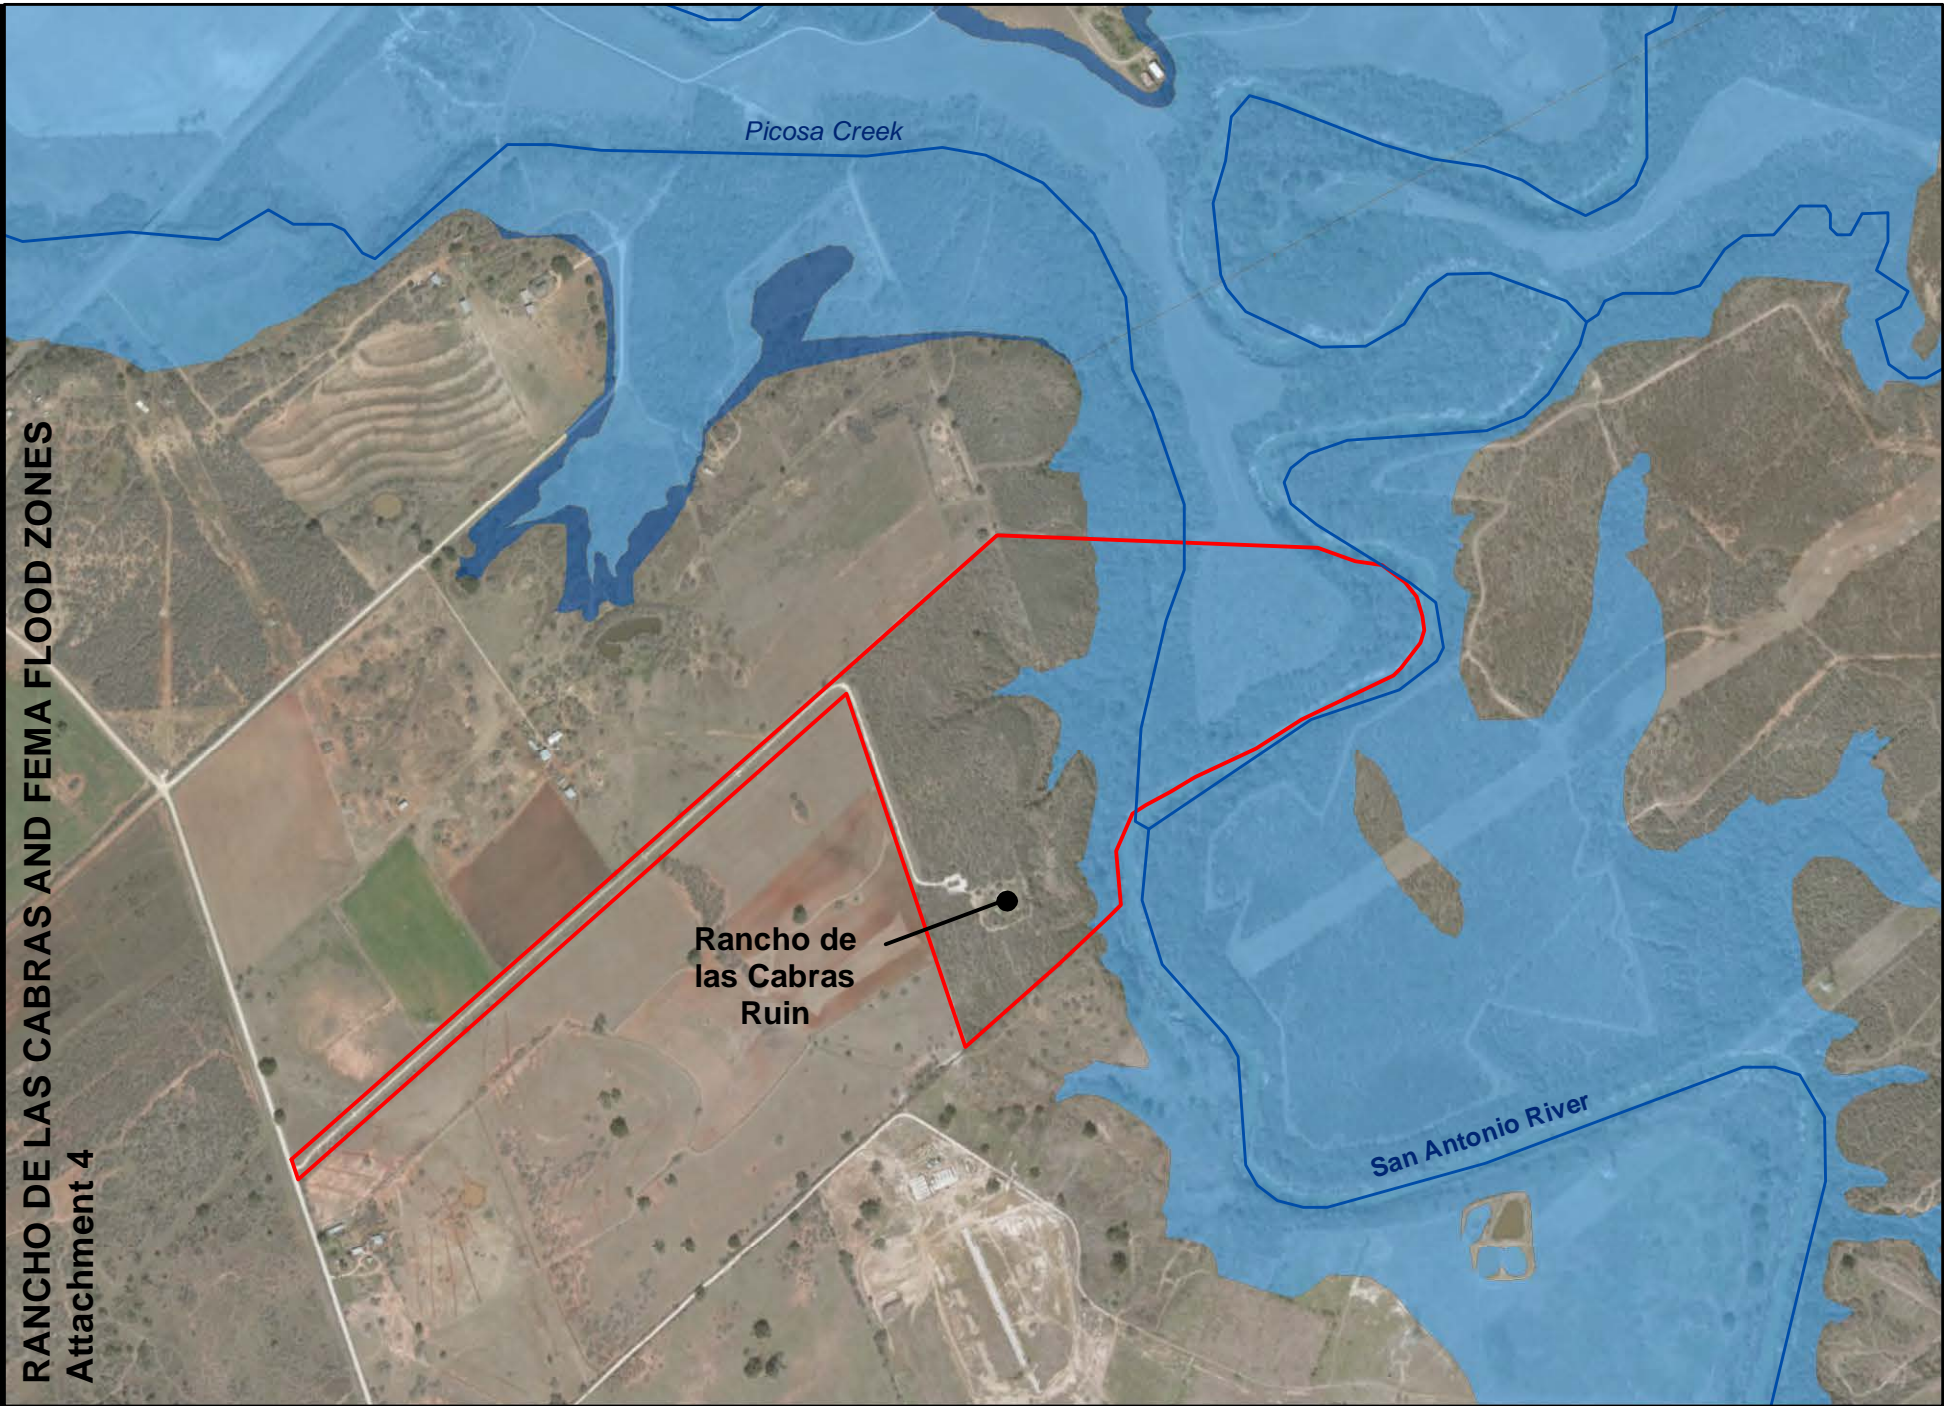 RANCHO DE LAS CABRAS AND FEMA FLOOD ZONES
Attachment 4
Picosa Creek
Rancho de
las Cabras
Ruin
San Antonio River